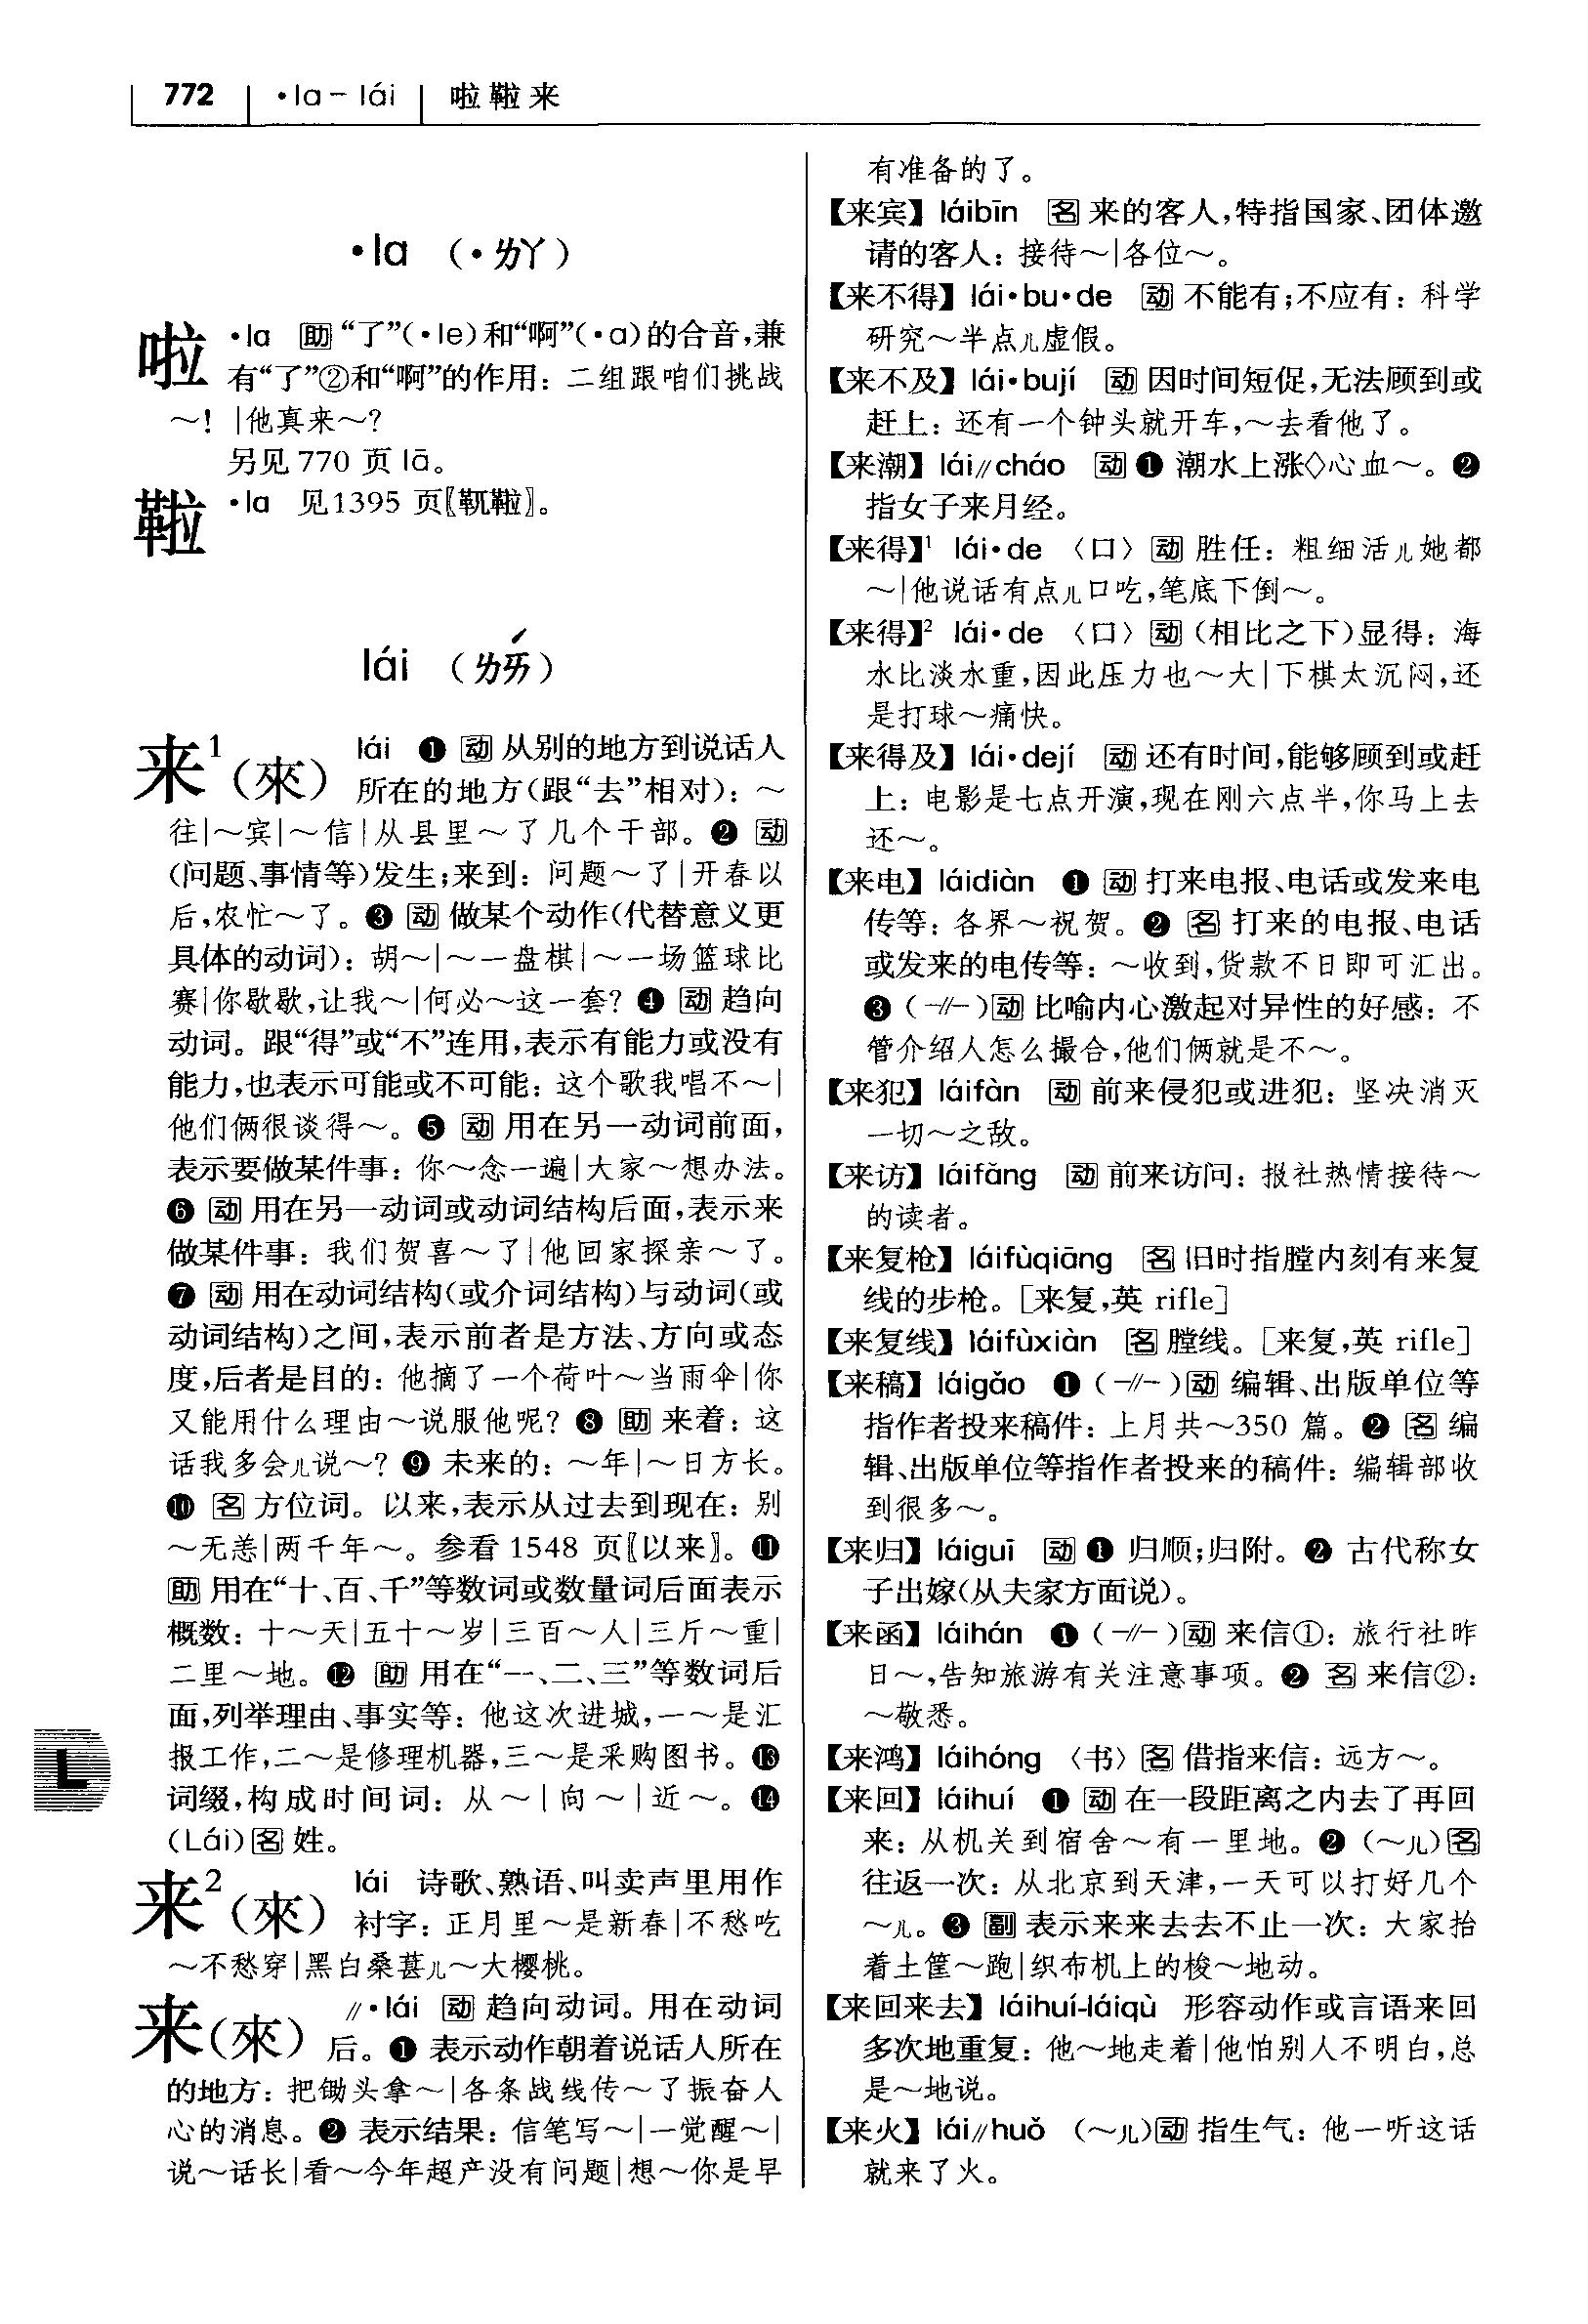 772 ·la－lái 啦鞡来
·la （·ㄌㄚ）
啦 ·la 助“了”(·le)和“啊”(·a)的合音,兼
有“了”②和“啊”的作用：二组跟咱们挑战
～！|他真来～？
另见770 页lā。
鞡 ·la 见1395 页〖靰鞡〗。
lái （ㄌㄞˊ）
来1(來) lái ❶ 动 从别的地方到说话人
所在的地方(跟“去”相对)：～
往|～宾|～信|从县里～了几个干部。❷ 动
(问题、事情等)发生;来到：问题～了|开春以
后,农忙～了。❸ 动 做某个动作(代替意义更
具体的动词)：胡～|～一盘棋|～一场篮球比
赛|你歇歇,让我～|何必～这一套? ❹ 动 趋向
动词。跟“得”或“不”连用,表示有能力或没有
能力,也表示可能或不可能：这个歌我唱不～|
他们俩很谈得～。❺ 动 用在另一动词前面,
表示要做某件事：你～念一遍|大家～想办法。
❻ 动 用在另一动词或动词结构后面,表示来
做某件事：我们贺喜～了|他回家探亲～了。
❼ 动 用在动词结构(或介词结构)与动词(或
动词结构)之间,表示前者是方法、方向或态
度,后者是目的：他摘了一个荷叶～当雨伞|你
又能用什么理由～说服他呢? ❽ 助 来着：这
话我多会儿说～? ❾ 未来的：～年|～日方长。
❿ 名 方位词。以来,表示从过去到现在：别
～无恙|两千年～。参看 1548 页〖以来〗。⓫
助 用在“十、百、千”等数词或数量词后面表示
概数：十～天|五十～岁|三百～人|三斤～重|
二里～地。⓬ 助 用在“一、二、三”等数词后
面,列举理由、事实等：他这次进城,一～是汇
报工作,二～是修理机器,三～是采购图书。⓭
词缀,构成时间词：从～|向～|近～。⓮
(Lái)名 姓。
来2(來) lái 诗歌、熟语、叫卖声里用作
衬字：正月里～是新春|不愁吃
～不愁穿|黑白桑葚儿～大樱桃。
来(來) //·lái 动 趋向动词。用在动词
后。❶ 表示动作朝着说话人所在
的地方：把锄头拿～|各条战线传～了振奋人
心的消息。❷ 表示结果：信笔写～|一觉醒～|
说～话长|看～今年超产没有问题|想～你是早
L
有准备的了。
【来宾】láibīn 名 来的客人,特指国家、团体邀
请的客人：接待～|各位～。
【来不得】lái·bu·de 动 不能有;不应有：科学
研究～半点儿虚假。
【来不及】lái·bují 动 因时间短促,无法顾到或
赶上：还有一个钟头就开车,～去看他了。
【来潮】lái//cháo 动 ❶ 潮水上涨◇心血～。❷
指女子来月经。
【来得】1 lái·de 〈口〉动 胜任：粗细活儿她都
～|他说话有点儿口吃,笔底下倒～。
【来得】2 lái·de 〈口〉动(相比之下)显得：海
水比淡水重,因此压力也～大|下棋太沉闷,还
是打球～痛快。
【来得及】lái·dejí 动 还有时间,能够顾到或赶
上：电影是七点开演,现在刚六点半,你马上去
还～。
【来电】láidiàn ❶ 动 打来电报、电话或发来电
传等：各界～祝贺。❷ 名 打来的电报、电话
或发来的电传等：～收到,货款不日即可汇出。
❸ (-//-)动 比喻内心激起对异性的好感：不
管介绍人怎么撮合,他们俩就是不～。
【来犯】láifàn 动 前来侵犯或进犯：坚决消灭
一切～之敌。
【来访】láifǎng 动 前来访问：报社热情接待～
的读者。
【来复枪】láifùqiāng 名 旧时指膛内刻有来复
线的步枪。［来复,英 rifle］
【来复线】láifùxiàn 名 膛线。［来复,英 rifle］
【来稿】láigǎo ❶ (-//-)动 编辑、出版单位等
指作者投来稿件：上月共～350 篇。❷ 名 编
辑、出版单位等指作者投来的稿件：编辑部收
到很多～。
【来归】láiguī 动 ❶ 归顺;归附。❷ 古代称女
子出嫁(从夫家方面说)。
【来函】láihán ❶ (-//-)动 来信①：旅行社昨
日～,告知旅游有关注意事项。❷ 名 来信②：
～敬悉。
【来鸿】láihóng 〈书〉名 借指来信：远方～。
【来回】láihuí ❶ 动 在一段距离之内去了再回
来：从机关到宿舍～有一里地。❷ (～儿)名
往返一次：从北京到天津,一天可以打好几个
～儿。❸ 副 表示来来去去不止一次：大家抬
着土筐～跑|织布机上的梭～地动。
【来回来去】láihuí-láiqù 形容动作或言语来回
多次地重复：他～地走着|他怕别人不明白,总
是～地说。
【来火】lái//huǒ (～儿)动 指生气：他一听这话
就来了火。